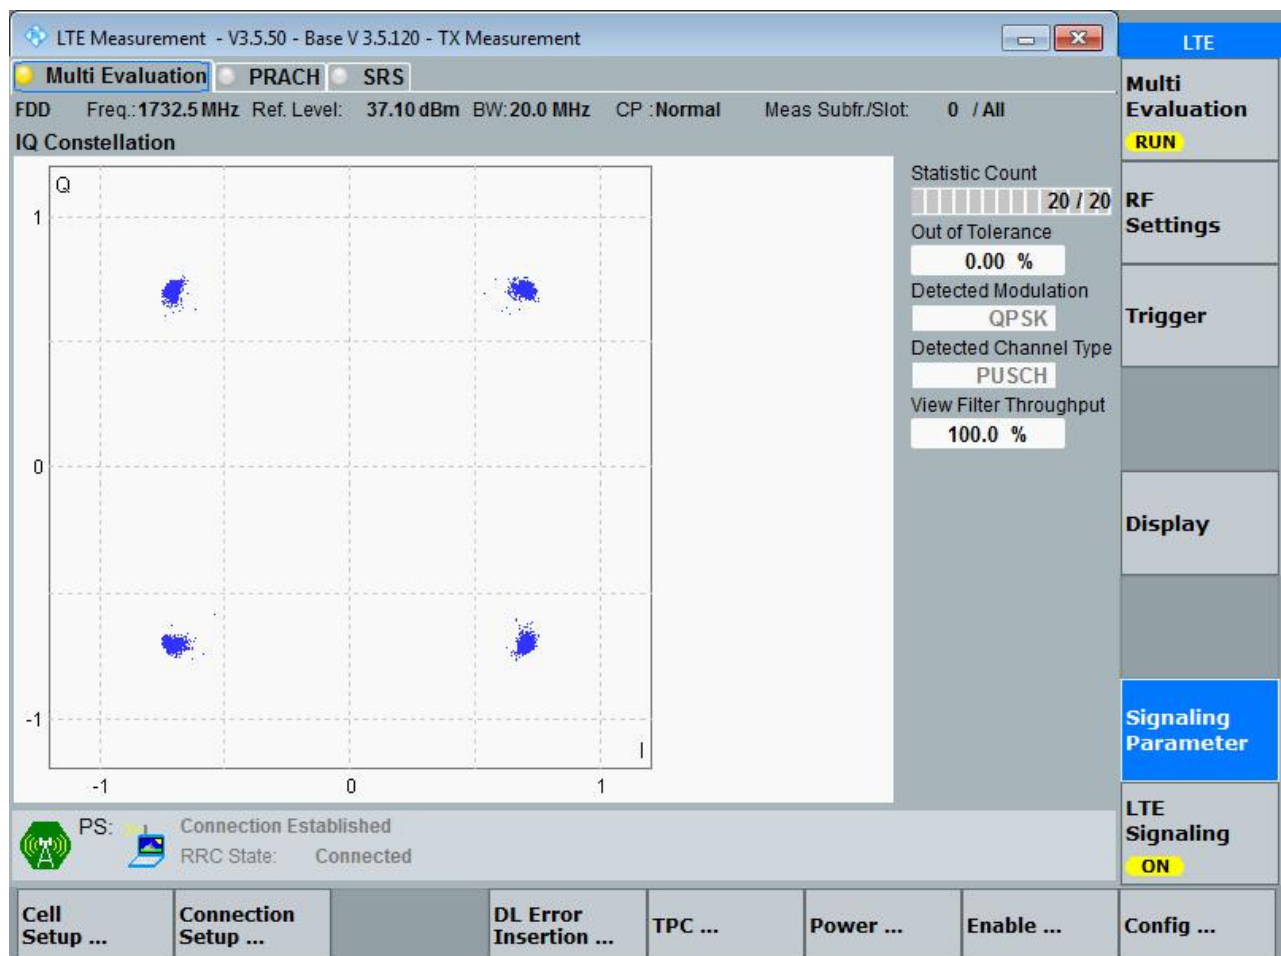 LTE Measurement - V3.5.50 - Base V 3.5.120 - TX Measurement
LTE
Multi Evaluation PRACH SRS
FDD Freq.: 1732.5 MHz Ref. Level: 37.10 dBm BW: 20.0 MHz CP : Normal Meas Subfr./Slot: 0 / All
IQ Constellation
Q
1
0
-1
I
-1 0 1
Statistic Count
20 / 20
Out of Tolerance
0.00 %
Detected Modulation
QPSK
Detected Channel Type
PUSCH
View Filter Throughput
100.0 %
Multi
Evaluation
RUN
RF
Settings
Trigger
Display
Signaling
Parameter
LTE
Signaling
ON
PS: Connection Established
RRC State: Connected
Cell
Setup ...
Connection
Setup ...
DL Error
Insertion ...
TPC ...
Power ...
Enable ...
Config ...